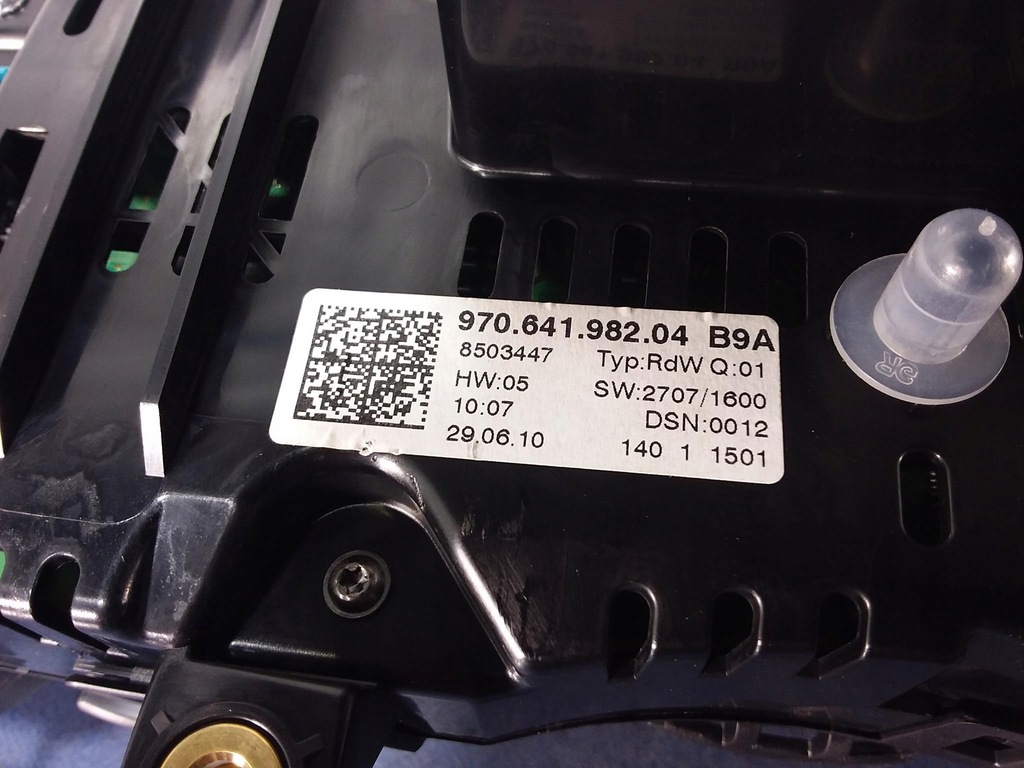 970.641.982.04 B9A
8503447 Typ:RdW Q:01
HW:05 SW:2707/1600
10:07 DSN:0012
29.06.10 140 1 1501